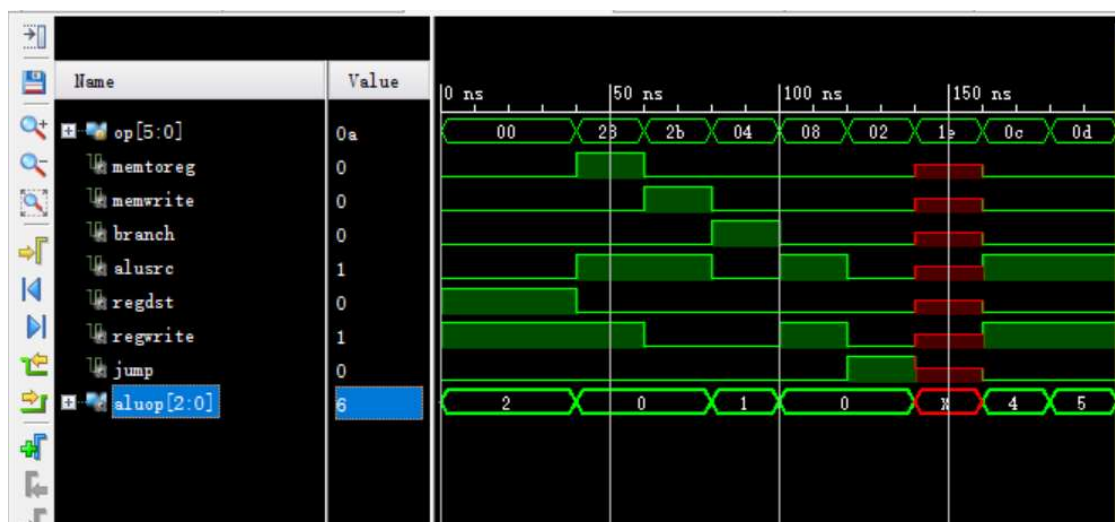 Name Value
0 ns 50 ns 100 ns 150 ns
op[5:0] 0a 00 23 2b 04 08 02 1e 0c 0d
memtoreg 0
memwrite 0
branch 0
alusrc 1
regdst 0
regwrite 1
jump 0
aluop[2:0] 6 2 0 1 0 X 4 5